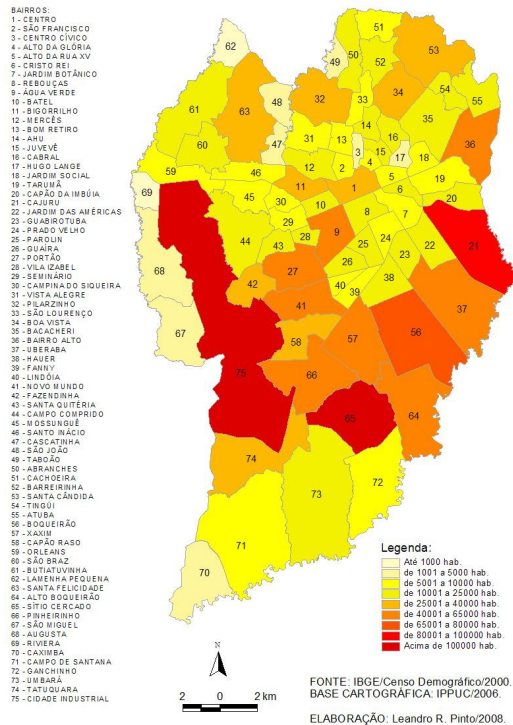 BAIRROS:
1 - CENTRO
2 - SÃO FRANCISCO
3 - CENTRO CÍVICO
4 - ALTO DA GLÓRIA
5 - ALTO DA RUA XV
6 - CRISTO REI
7 - JARDIM BOTÂNICO
8 - REBOUÇAS
9 - ÁGUA VERDE
10 - BATEL
11 - BIGORRILHO
12 - MERCÊS
13 - BOM RETIRO
14 - AHU
15 - JUVEVÊ
16 - CABRAL
17 - HUGO LANGE
18 - JARDIM SOCIAL
19 - TARUMÃ
20 - CAPÃO DA IMBÚIA
21 - CAJURU
22 - JARDIM DAS AMÉRICAS
23 - GUABIROTUBA
24 - PRADO VELHO
25 - PAROLIN
26 - GUAÍRA
27 - PORTÃO
28 - VILA IZABEL
29 - SEMINÁRIO
30 - CAMPINA DO SIQUEIRA
31 - VISTA ALEGRE
32 - PILARZINHO
33 - SÃO LOURENÇO
34 - BOA VISTA
35 - BACACHERI
36 - BAIRRO ALTO
37 - UBERABA
38 - HAUER
39 - FANNY
40 - LINDÓIA
41 - NOVO MUNDO
42 - FAZENDINHA
43 - SANTA QUITÉRIA
44 - CAMPO COMPRIDO
45 - MOSSUNGUÊ
46 - SANTO INÁCIO
47 - CASCATINHA
48 - SÃO JOÃO
49 - TABOÃO
50 - ABRANCHES
51 - CACHOEIRA
52 - BARREIRINHA
53 - SANTA CÂNDIDA
54 - TINGÜI
55 - ATUBA
56 - BOQUEIRÃO
57 - XAXIM
58 - CAPÃO RASO
59 - ORLEANS
60 - SÃO BRAZ
61 - BUTIATUVINHA
62 - LAMENHA PEQUENA
63 - SANTA FELICIDADE
64 - ALTO BOQUEIRÃO
65 - SÍTIO CERCADO
66 - PINHEIRINHO
67 - SÃO MIGUEL
68 - AUGUSTA
69 - RIVIERA
70 - CAXIMBA
71 - CAMPO DE SANTANA
72 - GANCHINHO
73 - UMBARÁ
74 - TATUQUARA
75 - CIDADE INDUSTRIAL
51
62
49
50
52
53
63
48
32
33
34
54
55
61
60
47
31
13
14
3
15
16
17
35
18
36
59
46
12
2
4
5
19
69
45
11
1
6
20
30
10
8
7
29
28
9
44
43
25
24
22
21
68
26
23
27
42
40
39
38
37
41
67
58
57
56
75
66
65
64
74
73
72
71
70
Legenda:
Até 1000 hab.
de 1001 a 5000 hab.
de 5001 a 10000 hab.
de 10001 a 25000 hab.
de 25001 a 40000 hab.
de 40001 a 65000 hab.
de 65001 a 80000 hab.
de 80001 a 100000 hab.
Acima de 100000 hab.
N
2 0 2 km
FONTE: IBGE/Censo Demográfico/2000.
BASE CARTOGRÁFICA: IPPUC/2006.
ELABORAÇÃO: Leandro R. Pinto/2008.